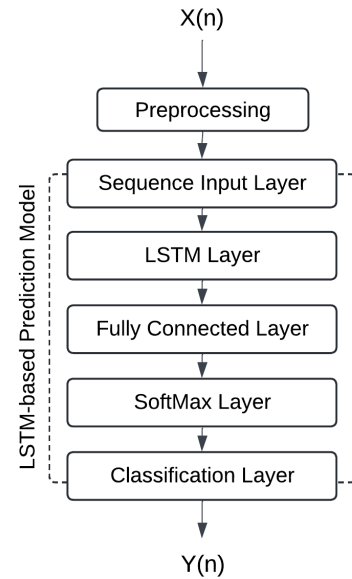 X(n)
Preprocessing
LSTM-based Prediction Model
Sequence Input Layer
LSTM Layer
Fully Connected Layer
SoftMax Layer
Classification Layer
Y(n)